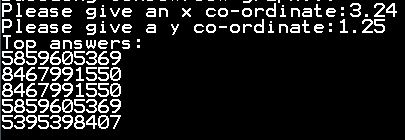 Please give an x co-ordinate:3.24
Please give a y co-ordinate:1.25
Top answers:
5859605369
8467991550
8467991550
5859605369
5395398407